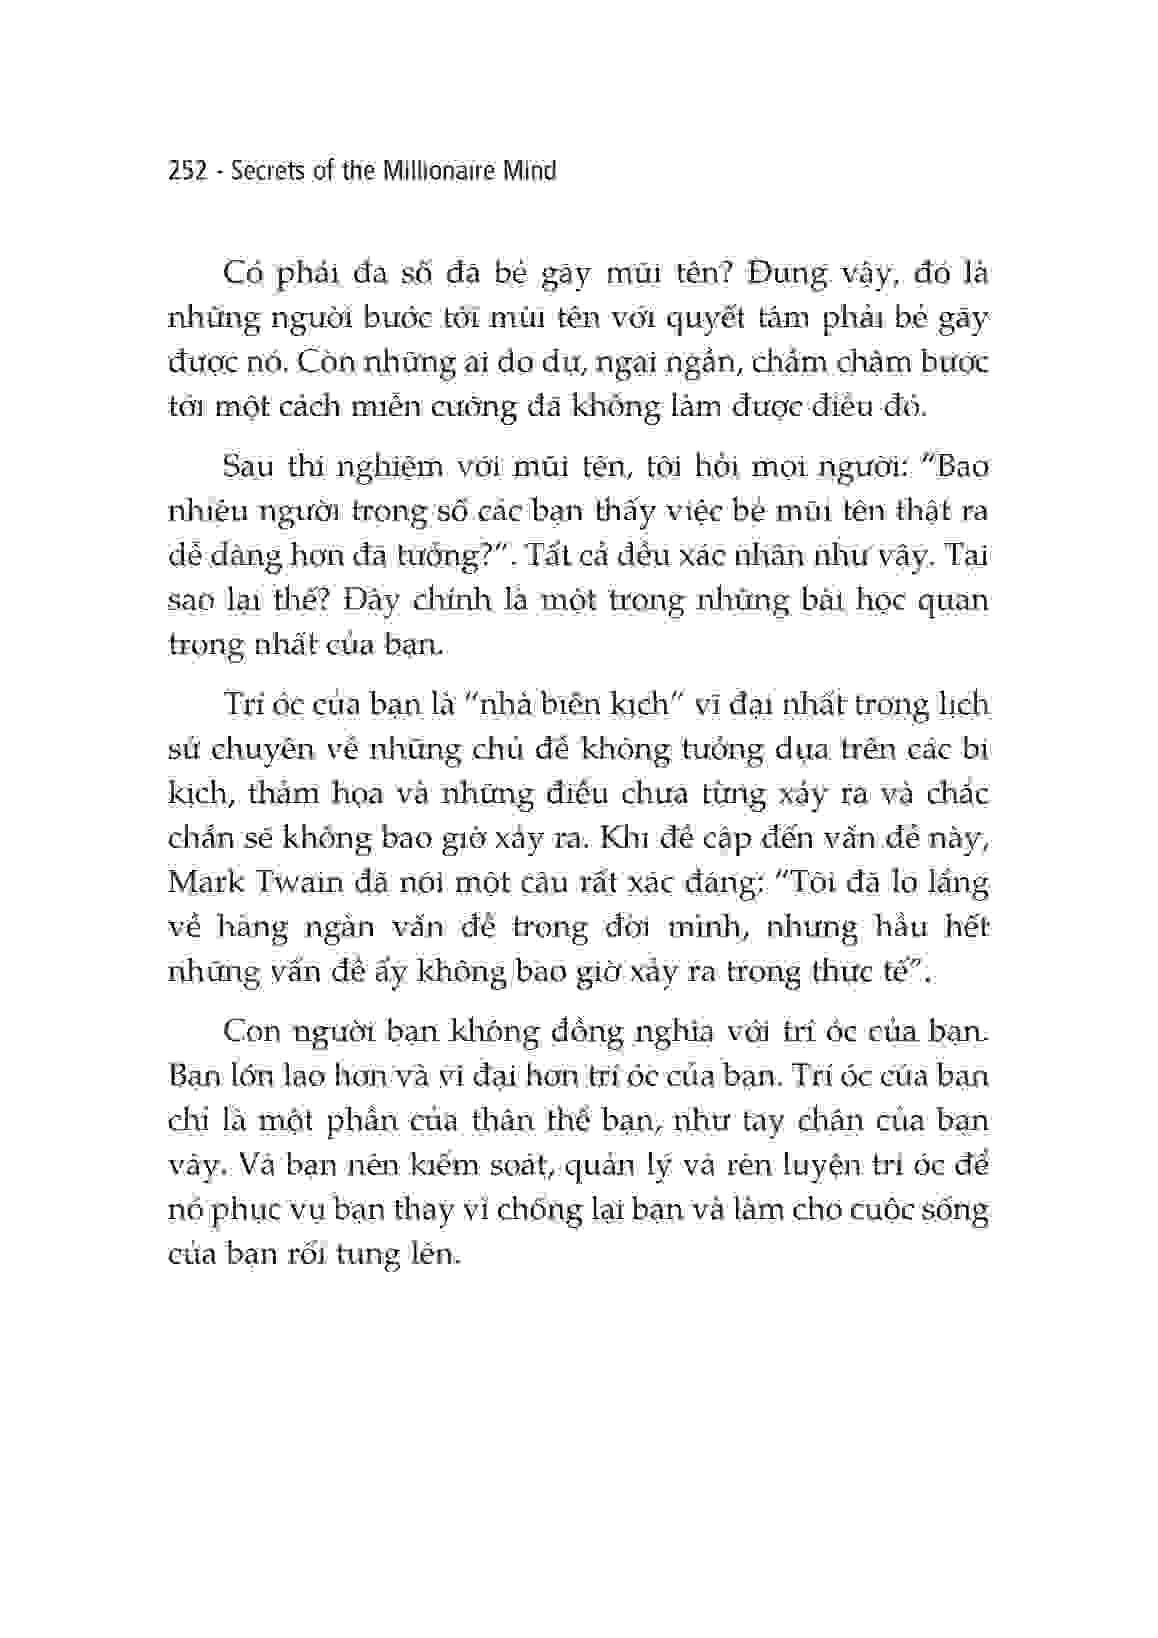 252 - Secrets of the Millionaire Mind
Có phải đa số đã bẻ gãy mũi tên? Đúng vậy, đó là
những người bước tới mũi tên với quyết tâm phải bẻ gãy
được nó. Còn những ai do dự, ngại ngần, chầm chậm bước
tới một cách miễn cưỡng đã không làm được điều đó.
Sau thí nghiệm với mũi tên, tôi hỏi mọi người: “Bao
nhiêu người trong số các bạn thấy việc bẻ mũi tên thật ra
dễ dàng hơn đã tưởng?”. Tất cả đều xác nhận như vậy. Tại
sao lại thế? Đây chính là một trong những bài học quan
trọng nhất của bạn.
Trí óc của bạn là “nhà biên kịch” vĩ đại nhất trong lịch
sử chuyên về những chủ đề không tưởng dựa trên các bi
kịch, thảm họa và những điều chưa từng xảy ra và chắc
chắn sẽ không bao giờ xảy ra. Khi đề cập đến vấn đề này,
Mark Twain đã nói một câu rất xác đáng: “Tôi đã lo lắng
về hàng ngàn vấn đề trong đời mình, nhưng hầu hết
những vấn đề ấy không bao giờ xảy ra trong thực tế”.
Con người bạn không đồng nghĩa với trí óc của bạn.
Bạn lớn lao hơn và vĩ đại hơn trí óc của bạn. Trí óc của bạn
chỉ là một phần của thân thể bạn, như tay chân của bạn
vậy. Và bạn nên kiểm soát, quản lý và rèn luyện trí óc để
nó phục vụ bạn thay vì chống lại bạn và làm cho cuộc sống
của bạn rối tung lên.